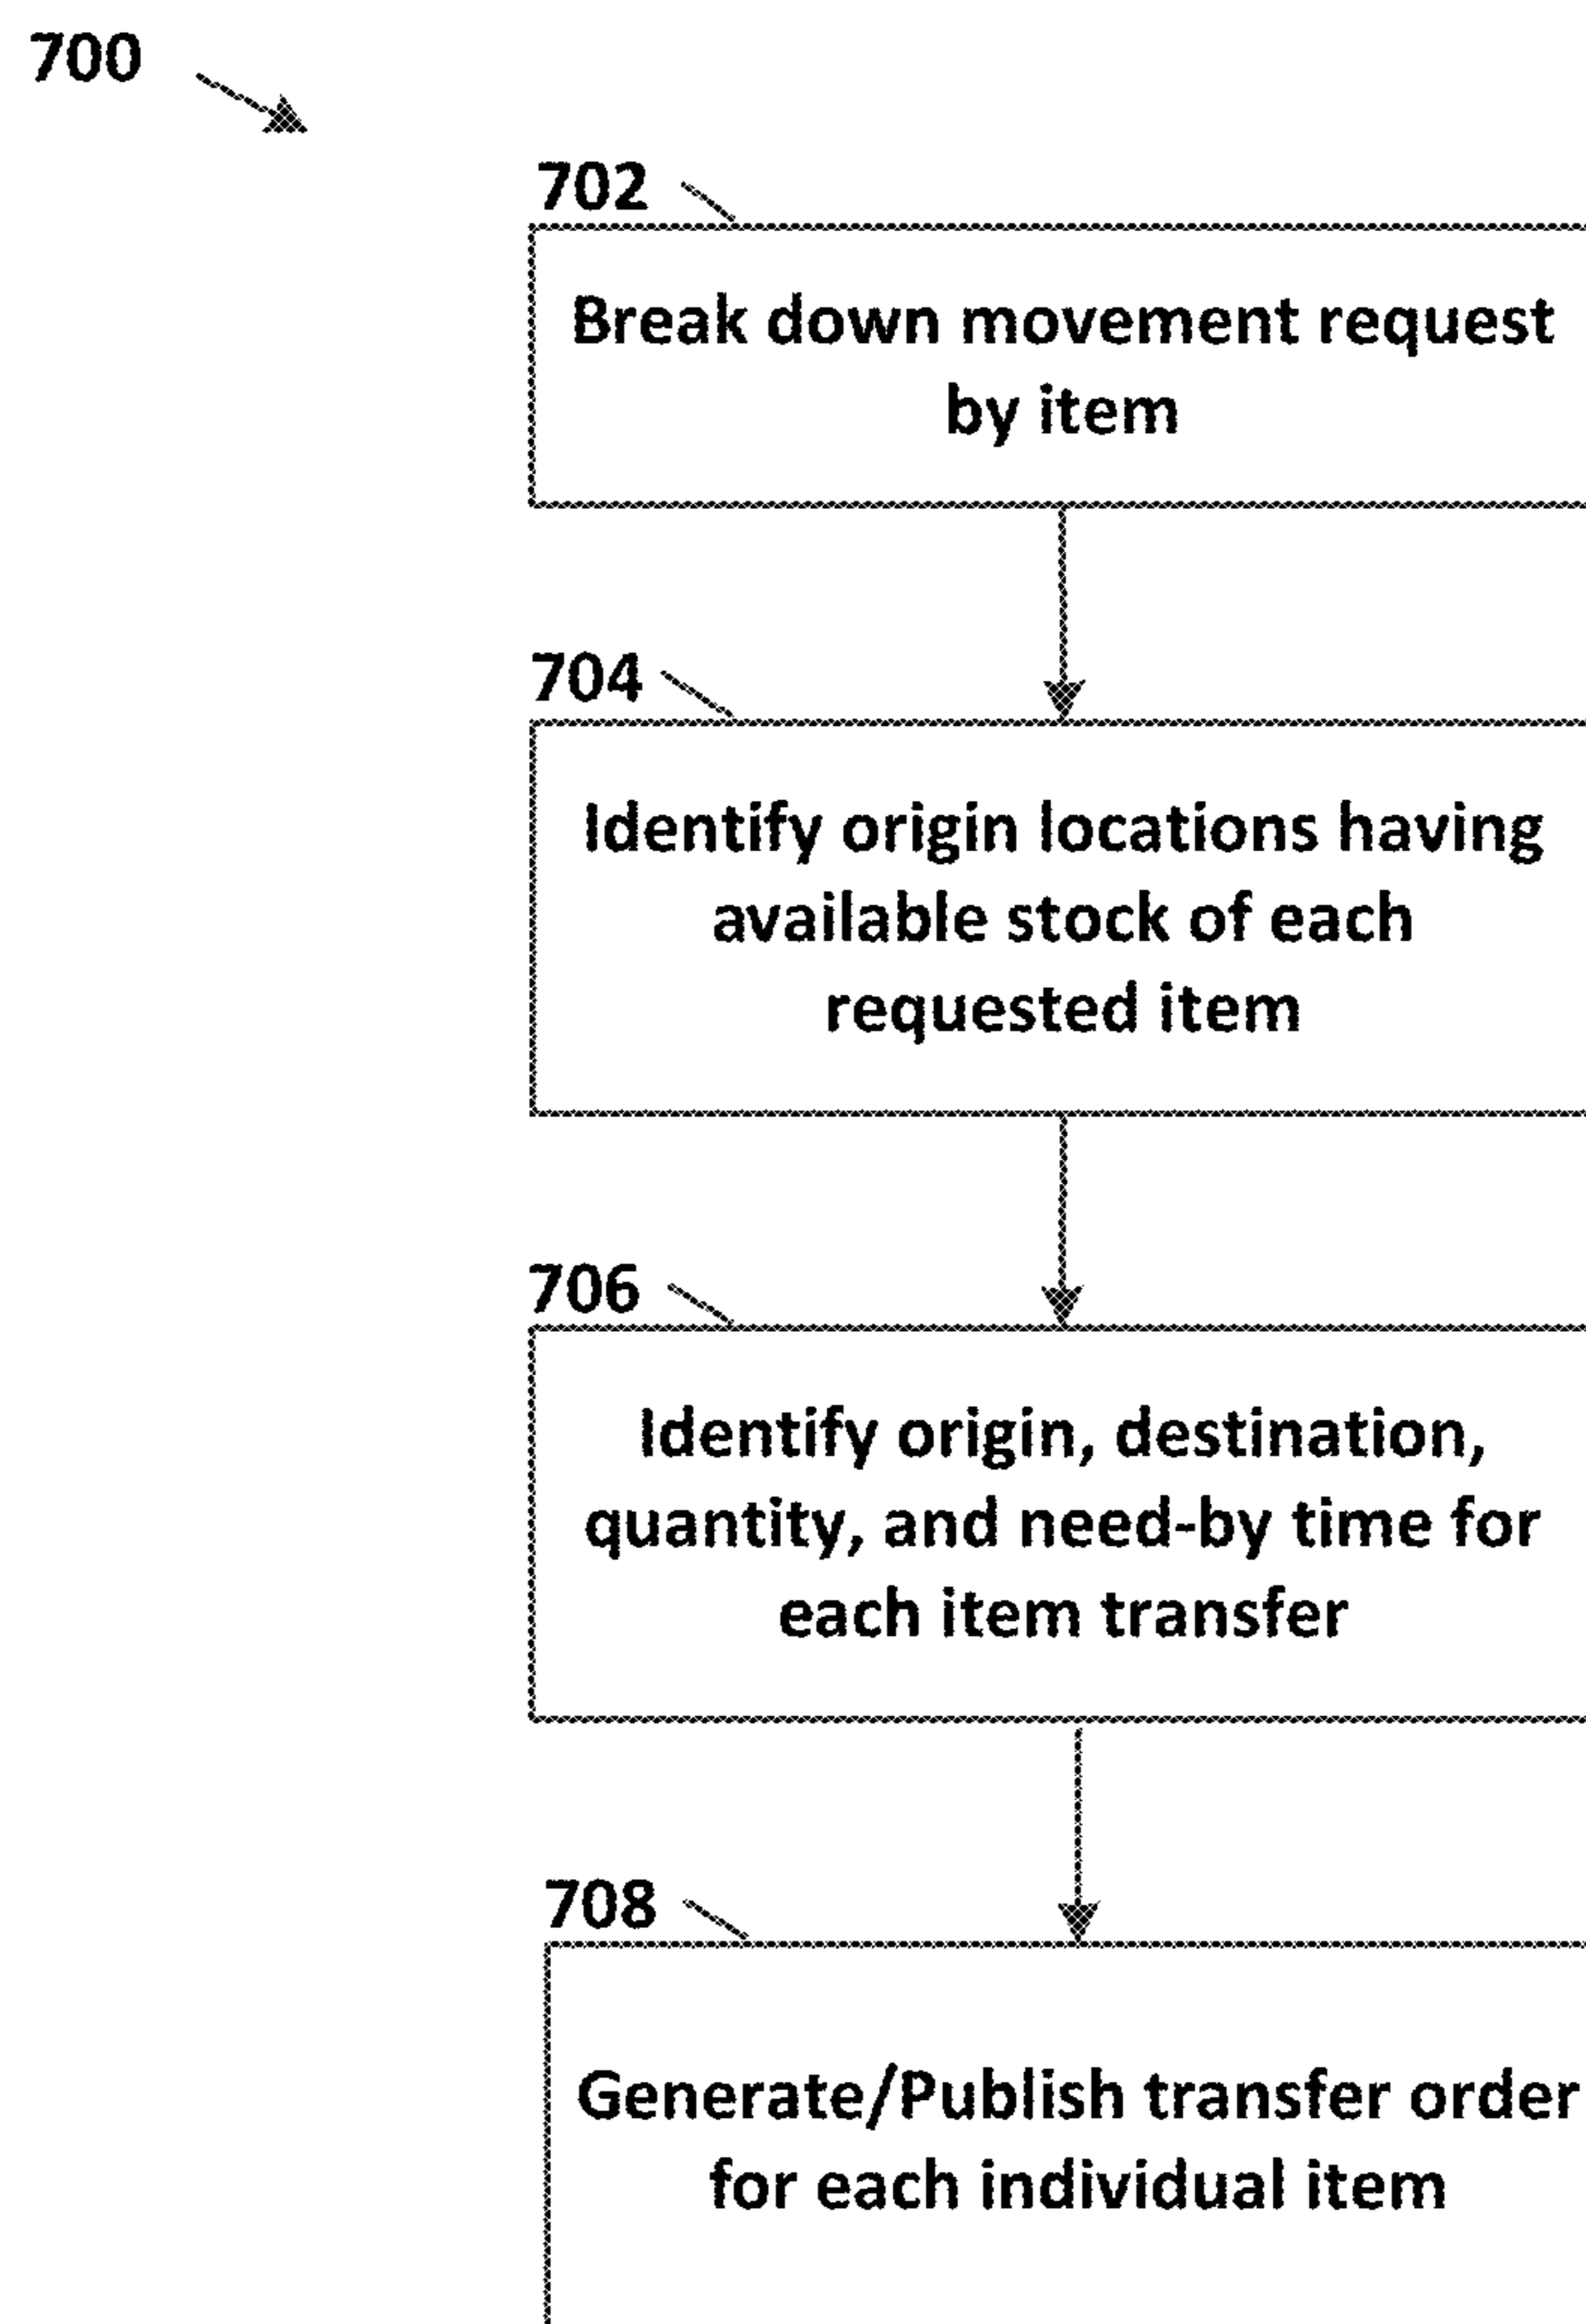 700
702
Break down movement request
by item
704
Identify origin locations having
available stock of each
requested item
706
Identify origin, destination,
quantity, and need-by time for
each item transfer
708
Generate/Publish transfer order
for each individual item